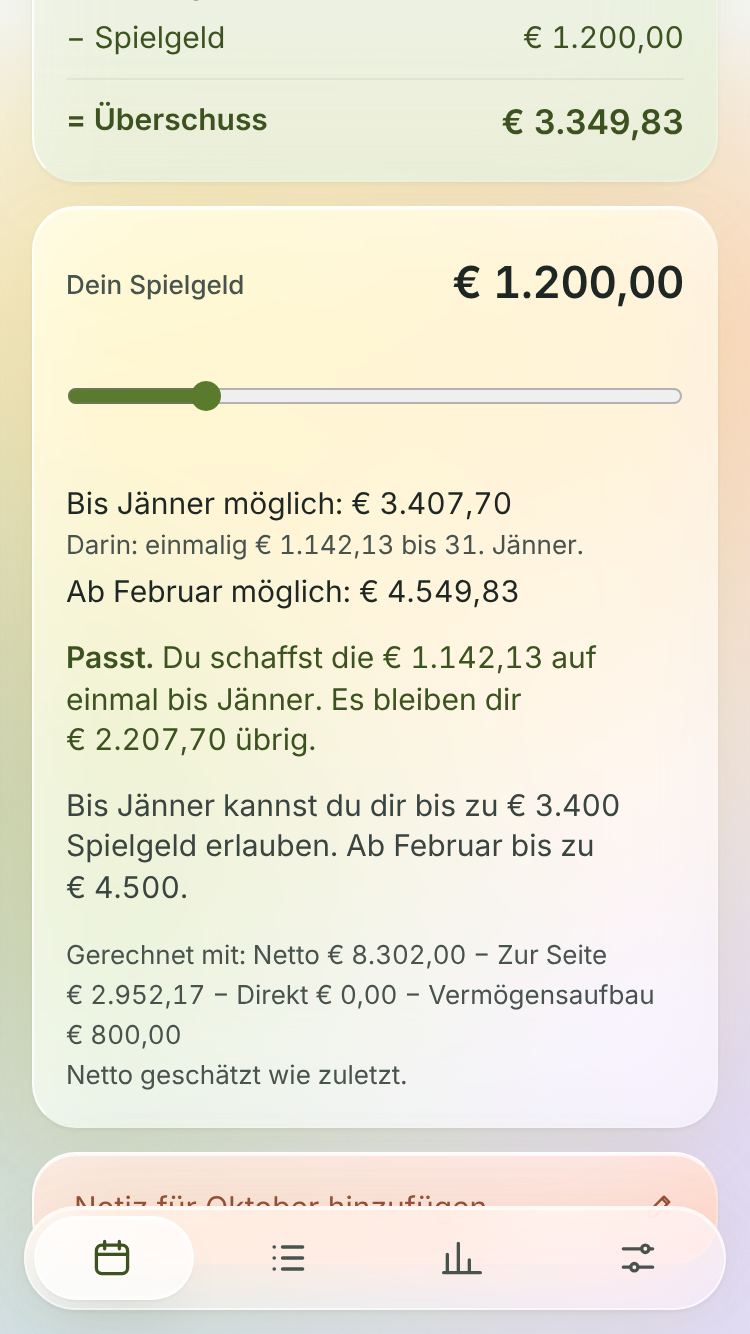 − Spielgeld € 1.200,00
= Überschuss € 3.349,83
Dein Spielgeld € 1.200,00
Bis Jänner möglich: € 3.407,70
Darin: einmalig € 1.142,13 bis 31. Jänner.
Ab Februar möglich: € 4.549,83
Passt. Du schaffst die € 1.142,13 auf
einmal bis Jänner. Es bleiben dir
€ 2.207,70 übrig.
Bis Jänner kannst du dir bis zu € 3.400
Spielgeld erlauben. Ab Februar bis zu
€ 4.500.
Gerechnet mit: Netto € 8.302,00 − Zur Seite
€ 2.952,17 − Direkt € 0,00 − Vermögensaufbau
€ 800,00
Netto geschätzt wie zuletzt.
Notiz für Oktober hinzufügen